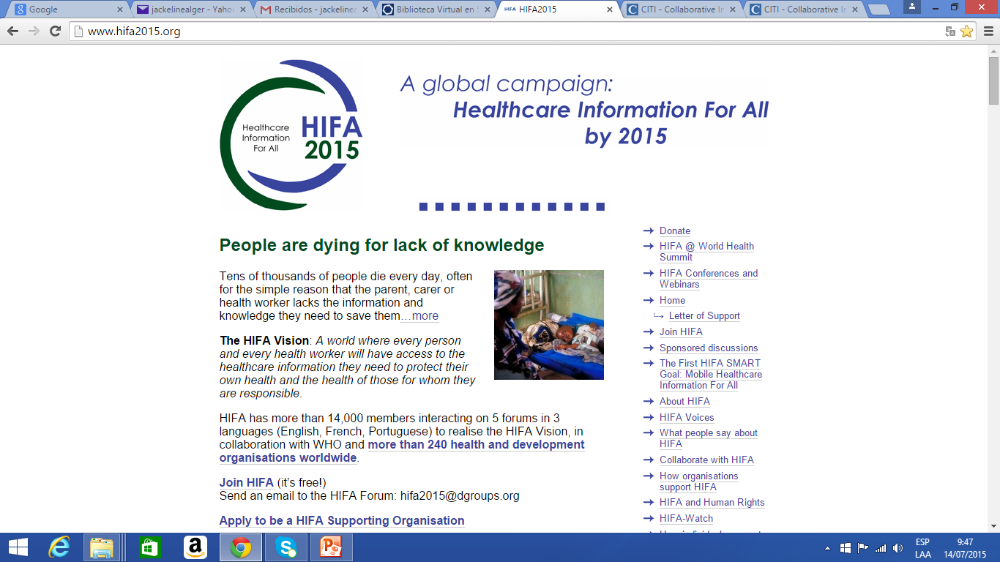 Google
jackelinealger - Yahoo
Recibidos - jackelinea
Biblioteca Virtual en S
HIFA HIFA2015
CITI - Collaborative In
CITI - Collaborative In
www.hifa2015.org
Healthcare
Information
For All
HIFA
2015
A global campaign:
Healthcare Information For All
by 2015
People are dying for lack of knowledge
Tens of thousands of people die every day, often
for the simple reason that the parent, carer or
health worker lacks the information and
knowledge they need to save them…more
The HIFA Vision: A world where every person
and every health worker will have access to the
healthcare information they need to protect their
own health and the health of those for whom they
are responsible.
HIFA has more than 14,000 members interacting on 5 forums in 3
languages (English, French, Portuguese) to realise the HIFA Vision, in
collaboration with WHO and more than 240 health and development
organisations worldwide.
Join HIFA (it's free!)
Send an email to the HIFA Forum: hifa2015@dgroups.org
Apply to be a HIFA Supporting Organisation
Donate
HIFA @ World Health
Summit
HIFA Conferences and
Webinars
Home
Letter of Support
Join HIFA
Sponsored discussions
The First HIFA SMART
Goal: Mobile Healthcare
Information For All
About HIFA
HIFA Voices
What people say about
HIFA
Collaborate with HIFA
How organisations
support HIFA
HIFA and Human Rights
HIFA-Watch
ESP
LAA
9:47
14/07/2015